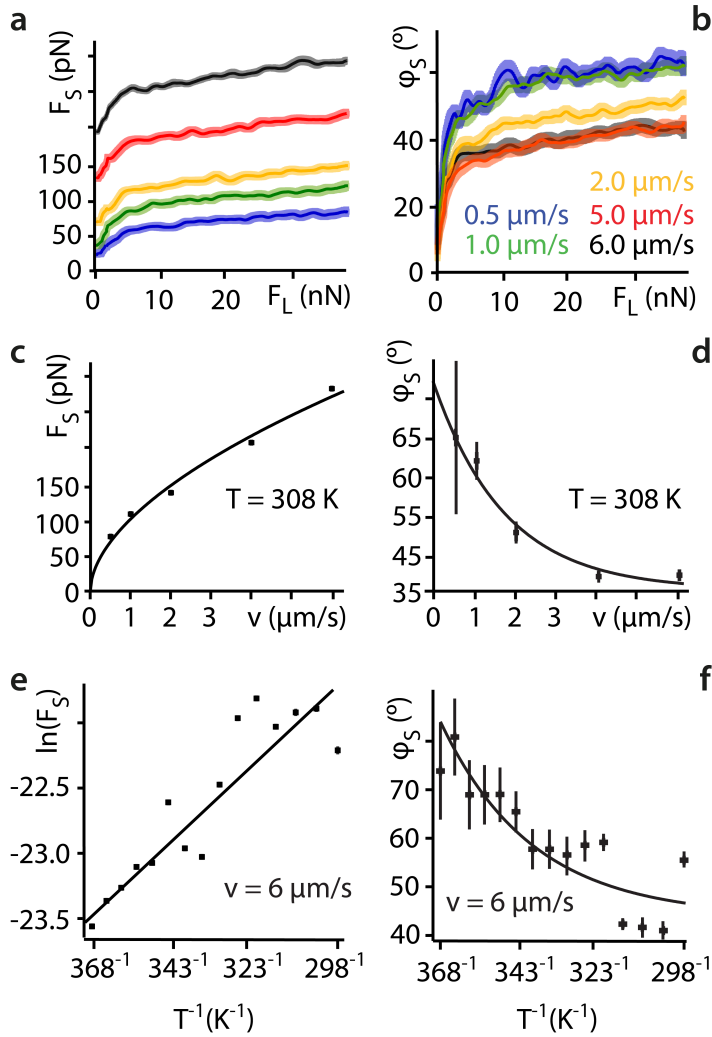 a
F_S (pN)
150
100
50
0
0 10 20 F_L (nN)
b
φ_S (º)
40
20
0
2.0 µm/s
0.5 µm/s 5.0 µm/s
1.0 µm/s 6.0 µm/s
0 10 20 F_L (nN)
c
F_S (pN)
150
100
50
0
T = 308 K
0 1 2 3 v (µm/s)
d
φ_S (º)
65
60
55
45
35
T = 308 K
0 1 2 3 v (µm/s)
e
ln(F_S)
-22.5
-23.0
-23.5
v = 6 µm/s
368⁻¹ 343⁻¹ 323⁻¹ 298⁻¹
T⁻¹(K⁻¹)
f
φ_S (º)
70
60
50
40
v = 6 µm/s
368⁻¹ 343⁻¹ 323⁻¹ 298⁻¹
T⁻¹(K⁻¹)